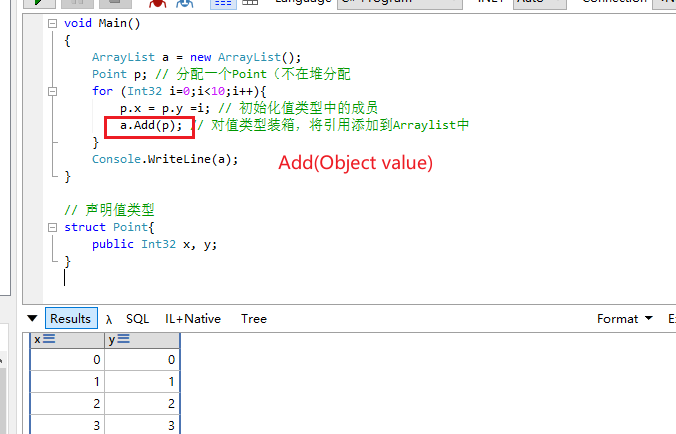 Language C# Program .NET Auto Connection
void Main()
{
ArrayList a = new ArrayList();
Point p; // 分配一个Point（不在堆分配
for (Int32 i=0;i<10;i++){
p.x = p.y =i; // 初始化值类型中的成员
a.Add(p); // 对值类型装箱，将引用添加到Arraylist中
}
Console.WriteLine(a);
Add(Object value)
}
// 声明值类型
struct Point{
public Int32 x, y;
}
Results λ SQL IL+Native Tree Format
x y
0 0
1 1
2 2
3 3